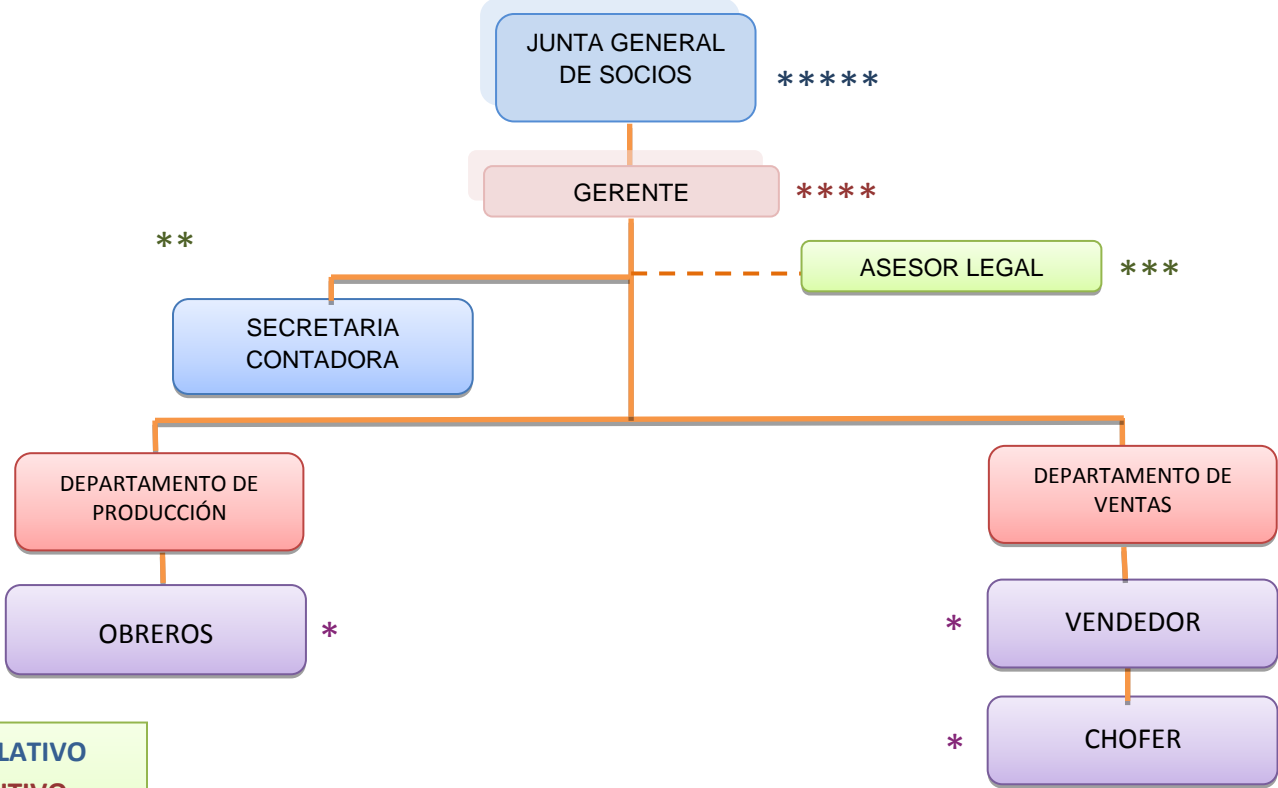 JUNTA GENERAL
DE SOCIOS
*****
GERENTE
****
**
ASESOR LEGAL
***
SECRETARIA
CONTADORA
DEPARTAMENTO DE
PRODUCCIÓN
DEPARTAMENTO DE
VENTAS
OBREROS
*
*
VENDEDOR
*
CHOFER
LATIVO